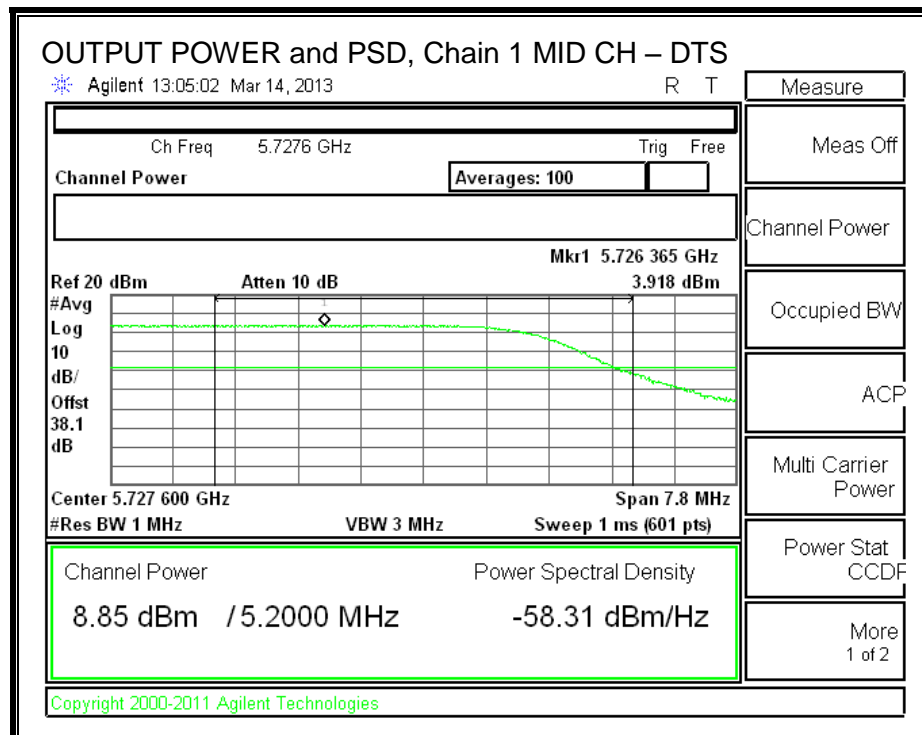 OUTPUT POWER and PSD, Chain 1 MID CH – DTS
Agilent 13:05:02 Mar 14, 2013 R T
Measure
Ch Freq 5.7276 GHz Trig Free
Meas Off
Channel Power Averages: 100
Channel Power
Mkr1 5.726 365 GHz
Ref 20 dBm Atten 10 dB 3.918 dBm
#Avg
1
Log
10
dB/
Offst
38.1
dB
Occupied BW
ACP
Multi Carrier
Power
Center 5.727 600 GHz Span 7.8 MHz
#Res BW 1 MHz VBW 3 MHz Sweep 1 ms (601 pts)
Power Stat
CCDF
Channel Power Power Spectral Density
8.85 dBm / 5.2000 MHz -58.31 dBm/Hz
More
1 of 2
Copyright 2000-2011 Agilent Technologies